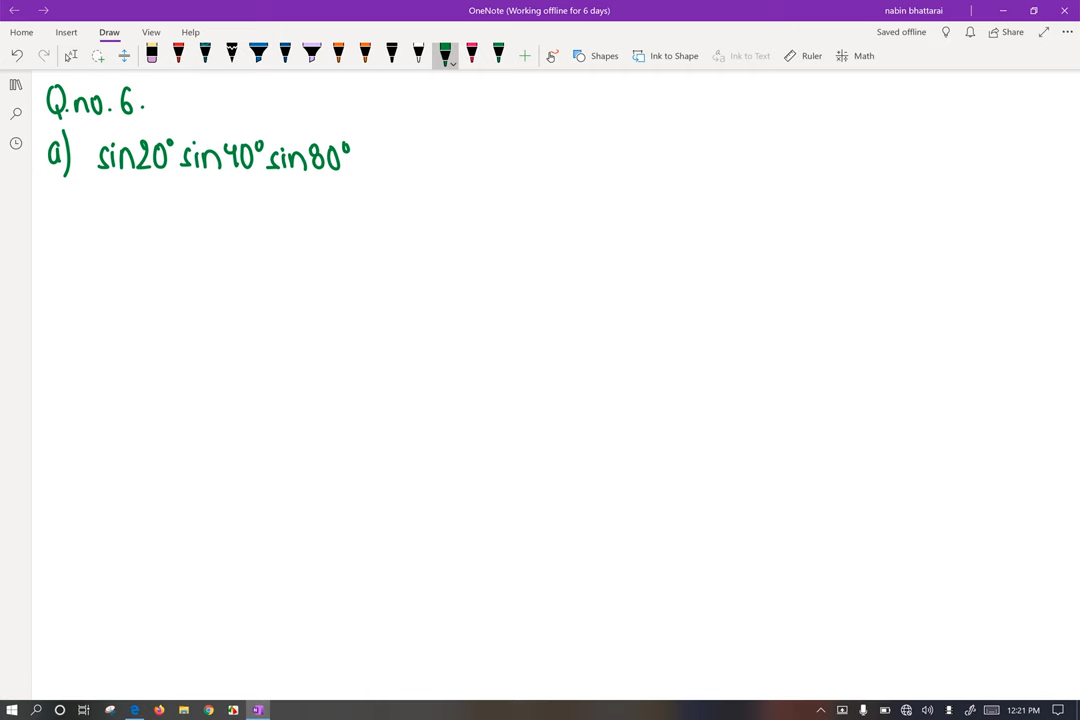 OneNote (Working offline for 6 days)
nabin bhattarai
Home Insert Draw View Help
Saved offline
Share
Shapes
Ink to Shape
Ink to Text
Ruler
Math
Q.no. 6.
a) sin20° sin40° sin80°
12:21 PM